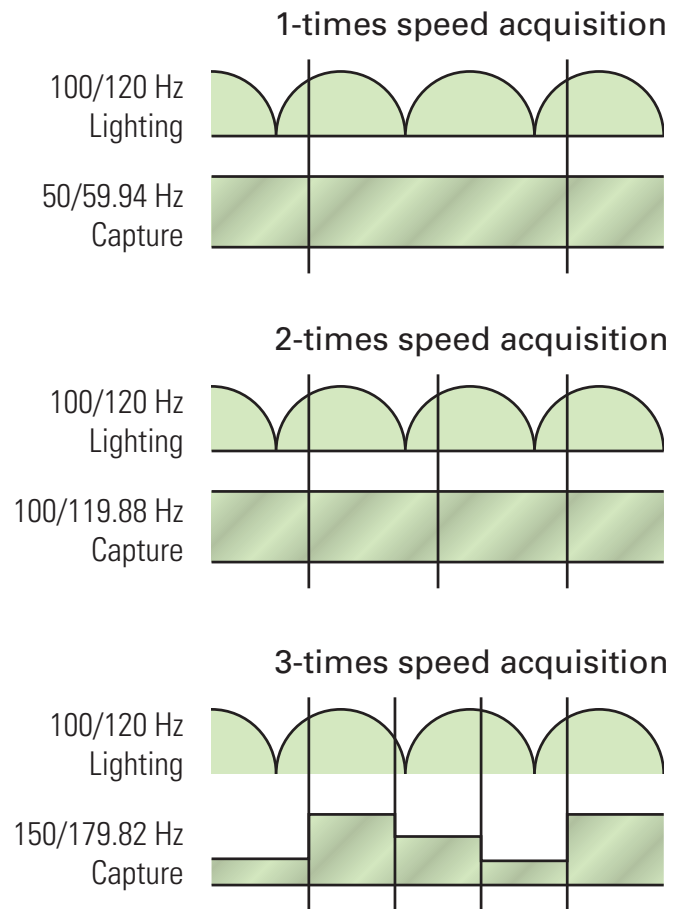 1-times speed acquisition
100/120 Hz
Lighting
50/59.94 Hz
Capture
2-times speed acquisition
100/120 Hz
Lighting
100/119.88 Hz
Capture
3-times speed acquisition
100/120 Hz
Lighting
150/179.82 Hz
Capture